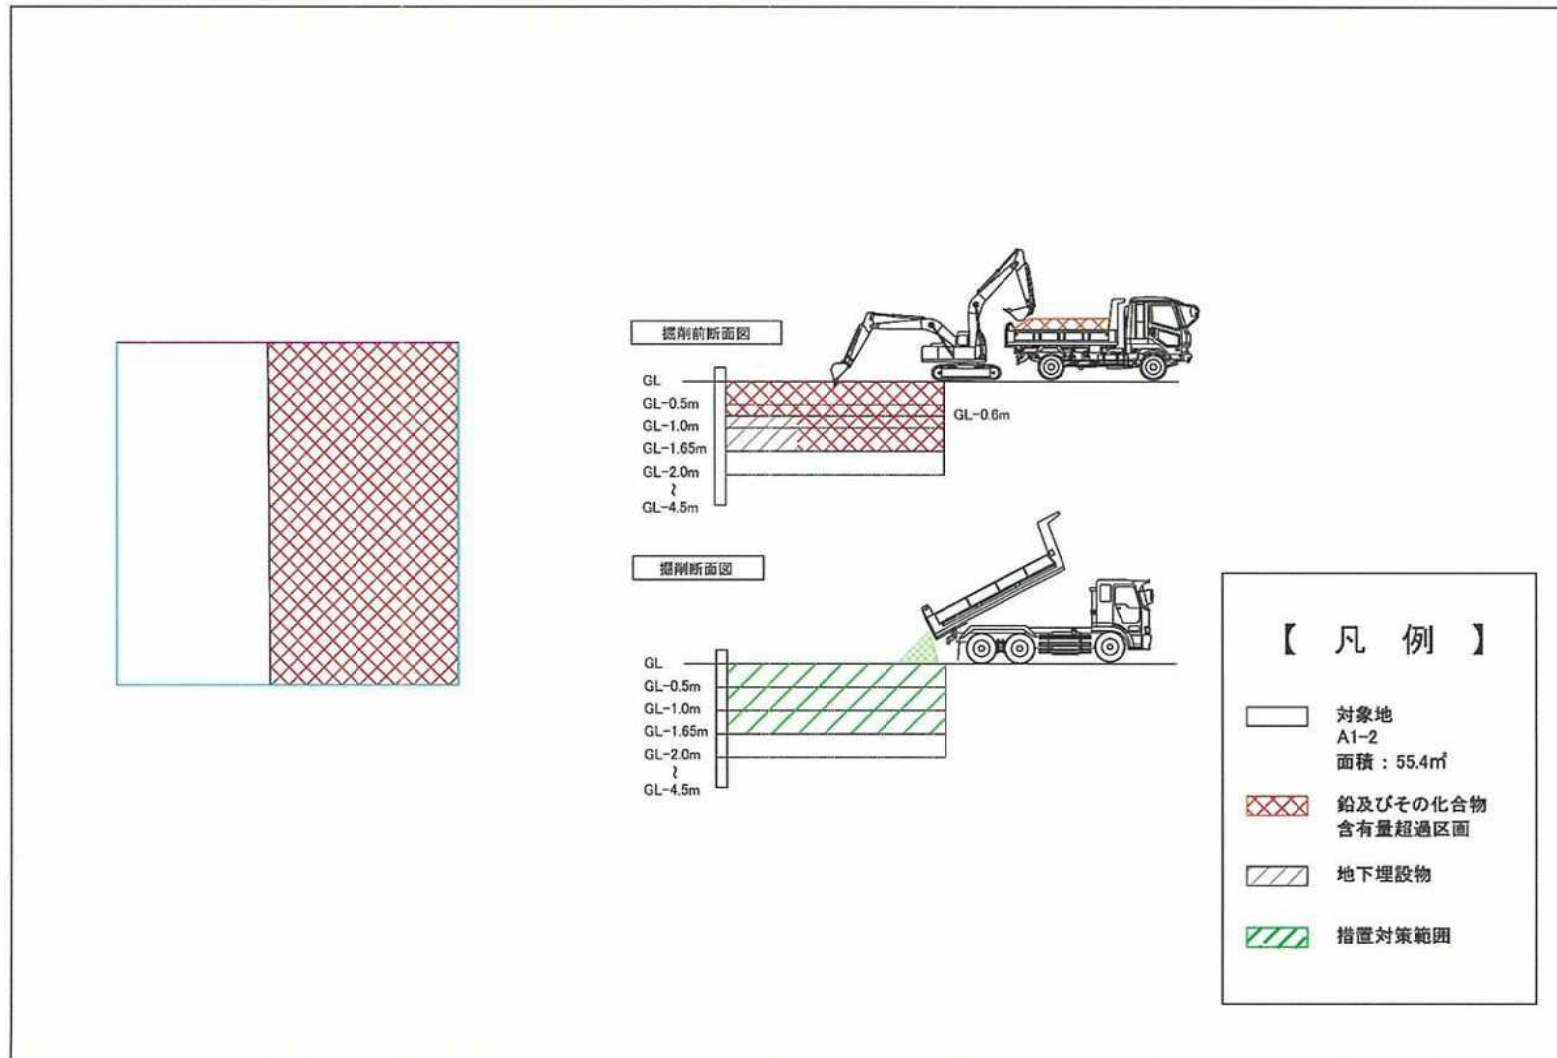 掘削前断面図
GL
GL-0.5m
GL-0.6m
GL-1.0m
GL-1.65m
GL-2.0m
~
GL-4.5m
掘削断面図
GL
GL-0.5m
GL-1.0m
GL-1.65m
GL-2.0m
~
GL-4.5m
【 凡 例 】
対象地
A1-2
面積：55.4㎡
鉛及びその化合物
含有量超過区画
地下埋設物
措置対策範囲